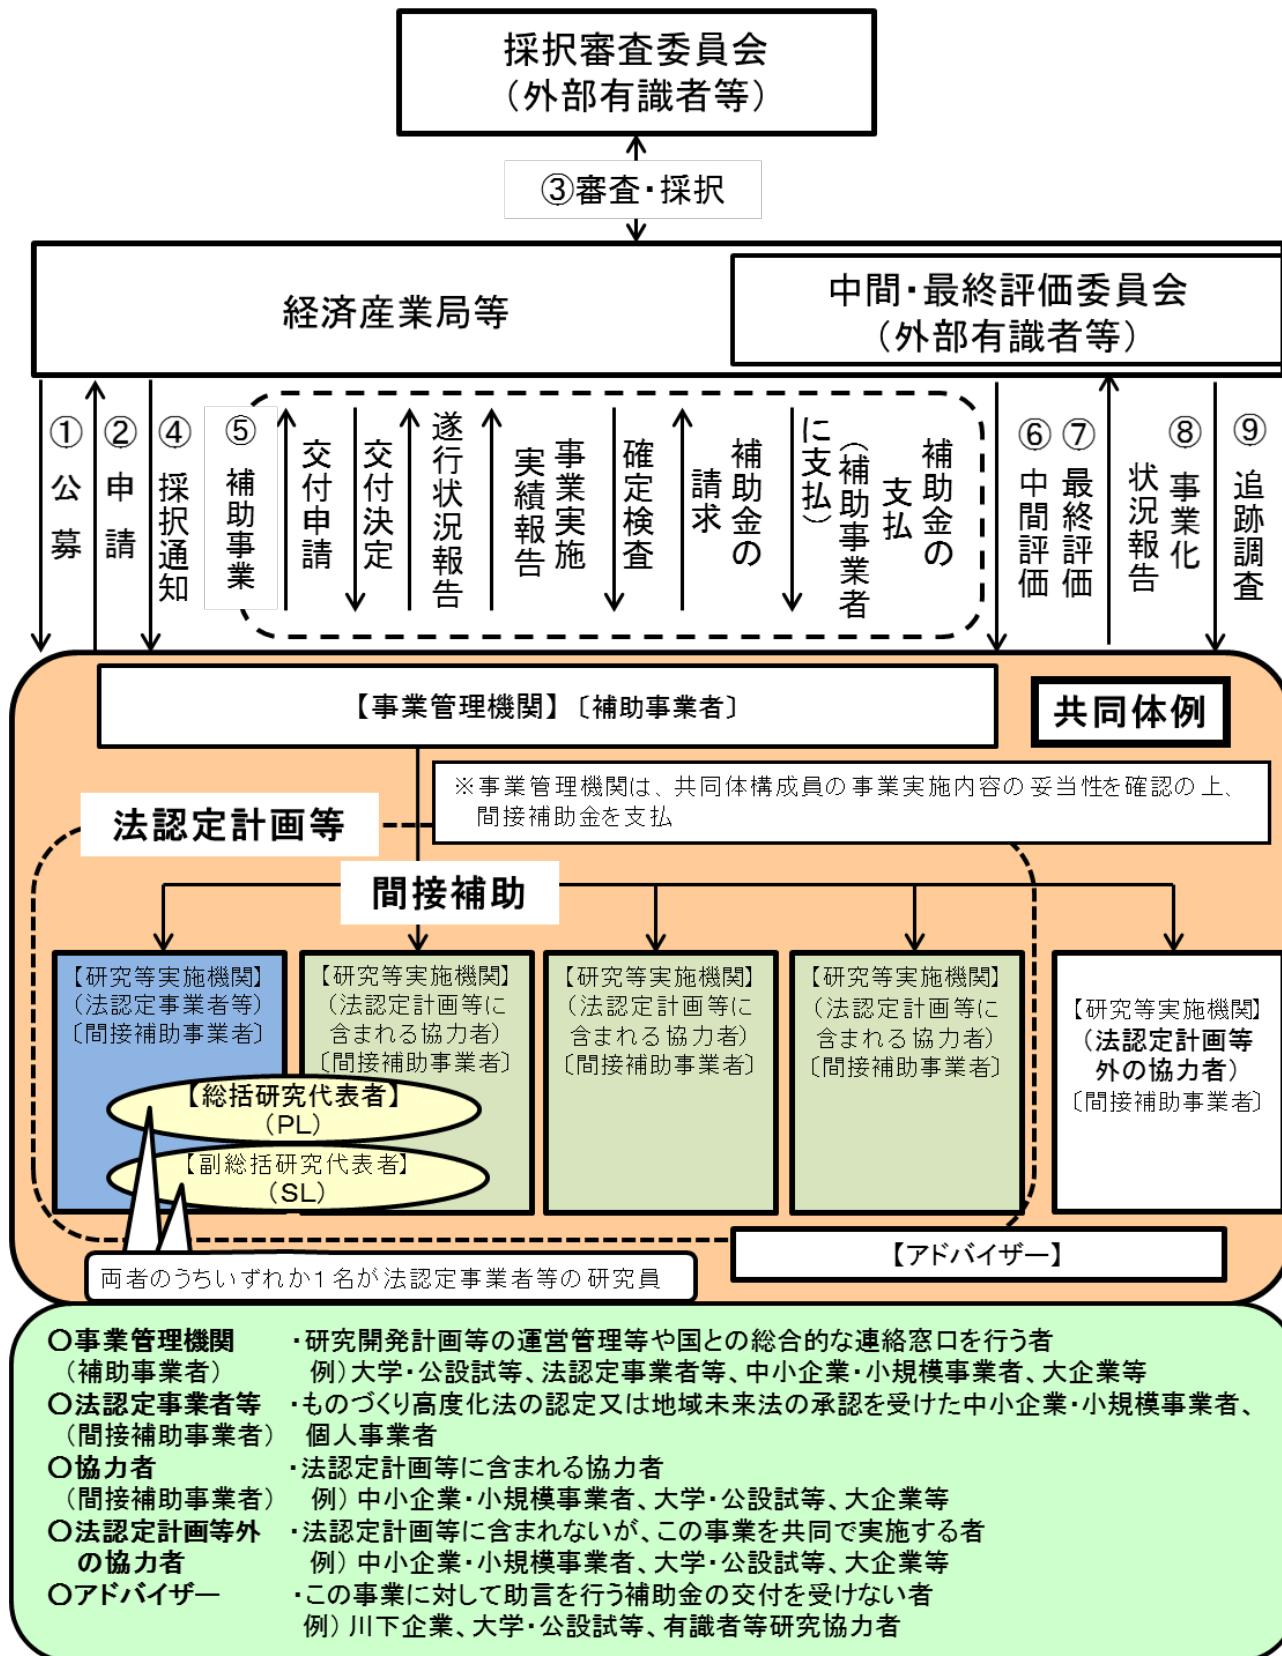 採択審査委員会
（外部有識者等）
③審査・採択
経済産業局等
中間・最終評価委員会
（外部有識者等）
①公募
②申請
④採択通知
⑤補助事業
交付申請
交付決定
遂行状況報告
事業実施
実績報告
確定検査
補助金の
請求
補助金の
支払
（補助事業者
に支払）
⑥中間評価
⑦最終評価
⑧事業化
状況報告
⑨追跡調査
【事業管理機関】〔補助事業者〕
共同体例
※事業管理機関は、共同体構成員の事業実施内容の妥当性を確認の上、
間接補助金を支払
法認定計画等
間接補助
【研究等実施機関】
（法認定事業者等）
〔間接補助事業者〕
【研究等実施機関】
（法認定計画等に
含まれる協力者）
〔間接補助事業者〕
【研究等実施機関】
（法認定計画等に
含まれる協力者）
〔間接補助事業者〕
【研究等実施機関】
（法認定計画等に
含まれる協力者）
〔間接補助事業者〕
【研究等実施機関】
（法認定計画等
外の協力者）
〔間接補助事業者〕
【総括研究代表者】
（PL）
【副総括研究代表者】
（SL）
【アドバイザー】
両者のうちいずれか１名が法認定事業者等の研究員
○事業管理機関 ・研究開発計画等の運営管理等や国との総合的な連絡窓口を行う者
（補助事業者） 例）大学・公設試等、法認定事業者等、中小企業・小規模事業者、大企業等
○法認定事業者等 ・ものづくり高度化法の認定又は地域未来法の承認を受けた中小企業・小規模事業者、
（間接補助事業者） 個人事業者
○協力者 ・法認定計画等に含まれる協力者
（間接補助事業者） 例）中小企業・小規模事業者、大学・公設試等、大企業等
○法認定計画等外 ・法認定計画等に含まれないが、この事業を共同で実施する者
の協力者 例）中小企業・小規模事業者、大学・公設試等、大企業等
○アドバイザー ・この事業に対して助言を行う補助金の交付を受けない者
例）川下企業、大学・公設試等、有識者等研究協力者